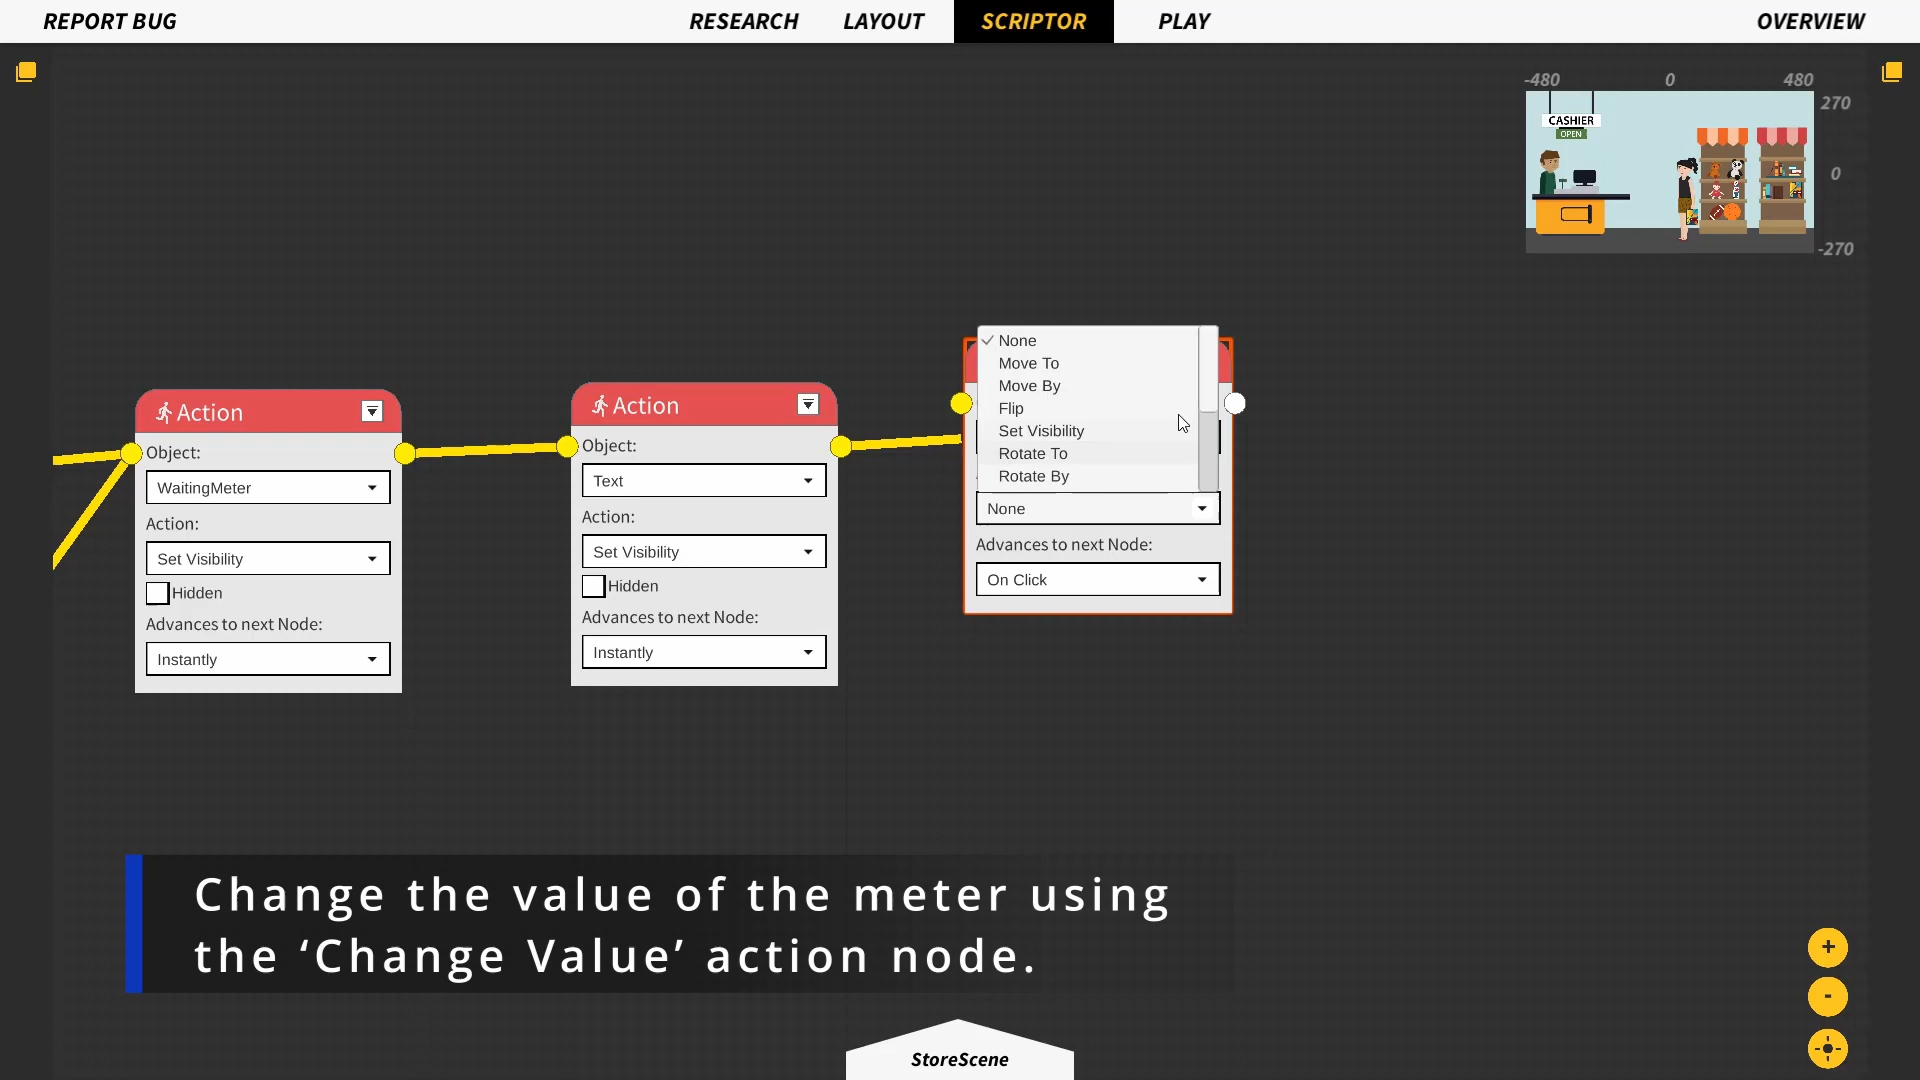 REPORT BUG
RESEARCH
LAYOUT
SCRIPTOR
PLAY
OVERVIEW
-480
0
480
270
0
-270
CASHIER
OPEN
Action
Object:
WaitingMeter
Action:
Set Visibility
Hidden
Advances to next Node:
Instantly
Action
Object:
Text
Action:
Set Visibility
Hidden
Advances to next Node:
Instantly
None
Move To
Move By
Flip
Set Visibility
Rotate To
Rotate By
None
Advances to next Node:
On Click
Change the value of the meter using
the ‘Change Value’ action node.
+
-
StoreScene